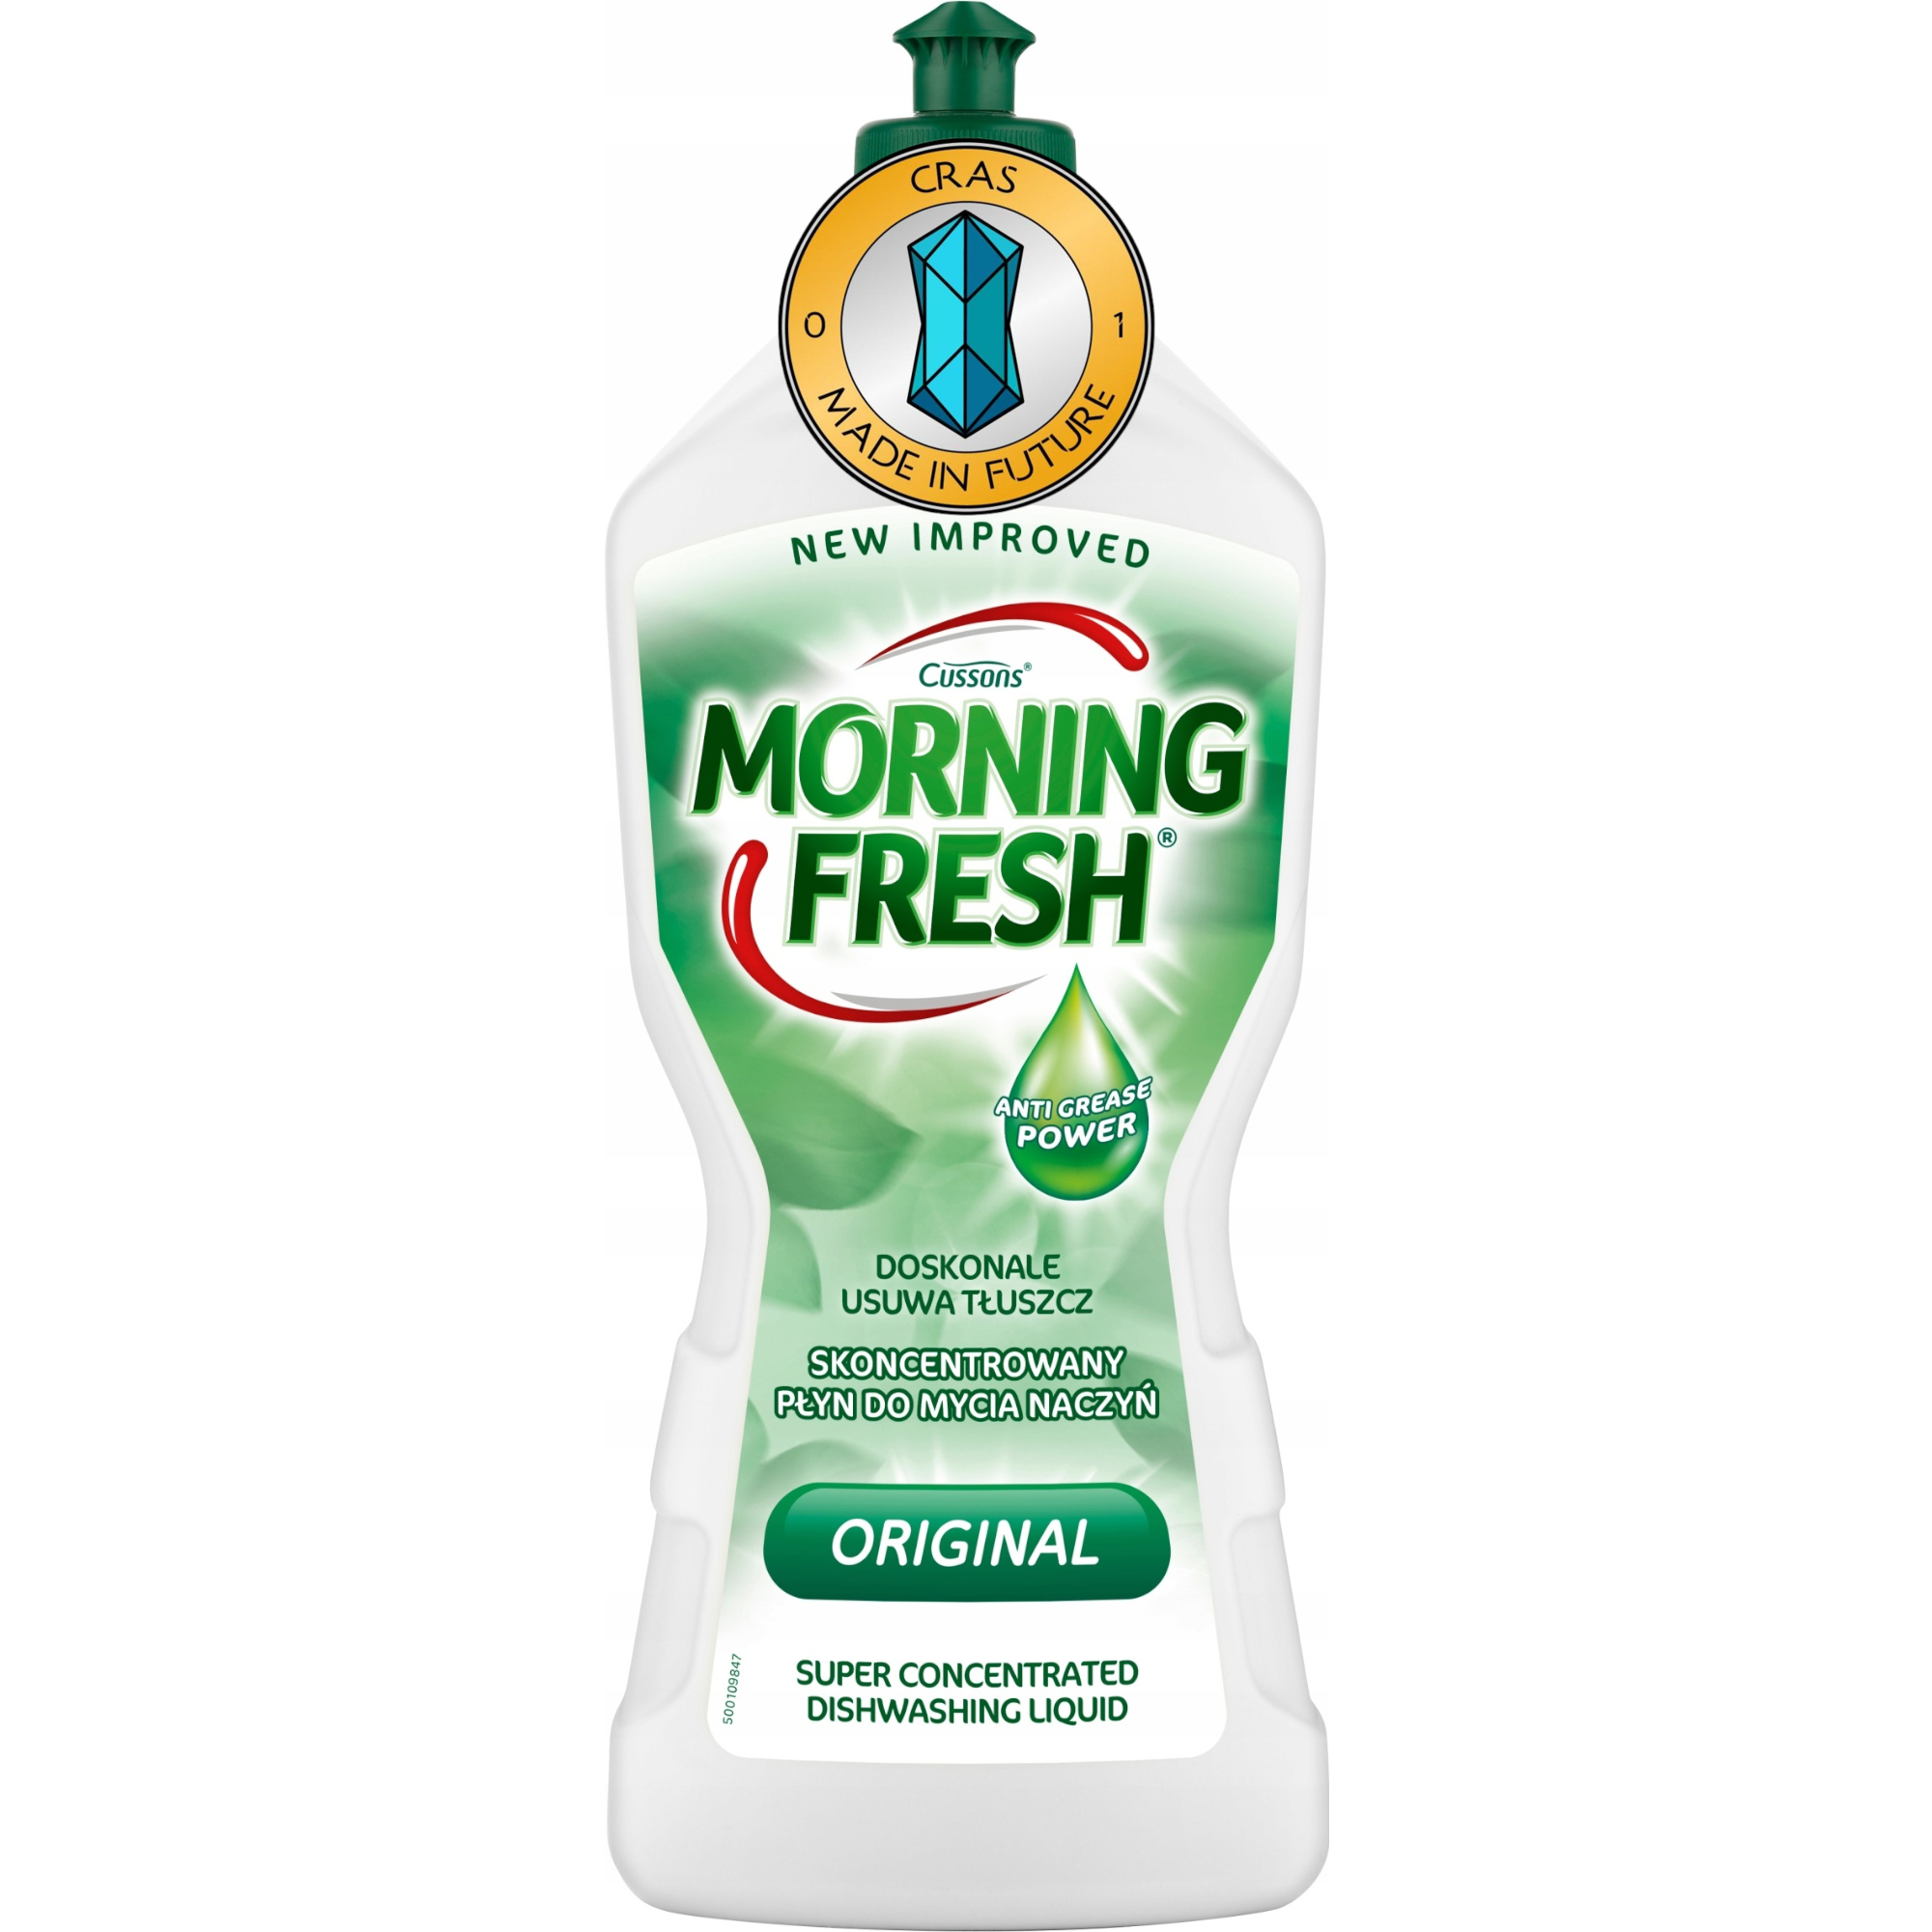 CRAS
0 1
MADE IN FUTURE
NEW IMPROVED
Cussons®
MORNING
FRESH®
ANTI GREASE
POWER
DOSKONALE
USUWA TŁUSZCZ
SKONCENTROWANY
PŁYN DO MYCIA NACZYŃ
ORIGINAL
500109847
SUPER CONCENTRATED
DISHWASHING LIQUID